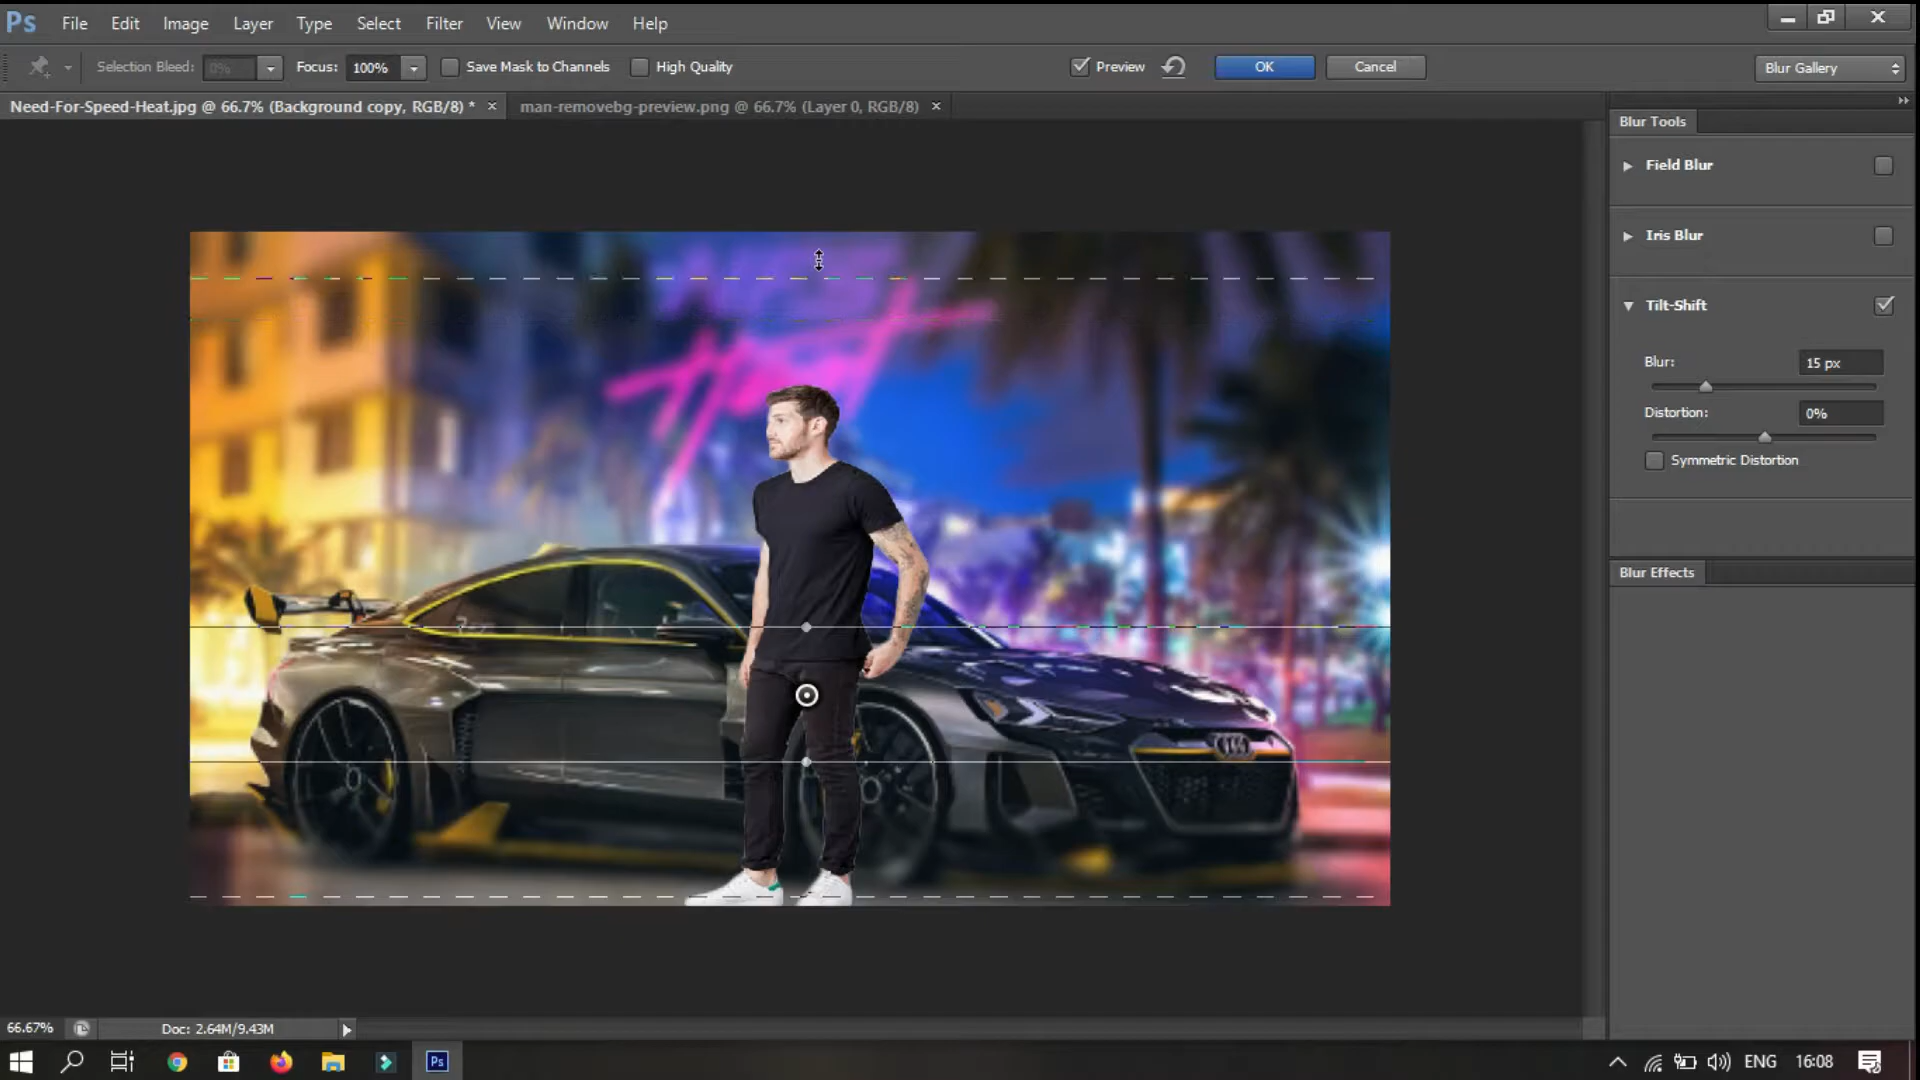 Ps File Edit Image Layer Type Select Filter View Window Help
Selection Bleed: 0% Focus: 100% Save Mask to Channels High Quality Preview OK Cancel Blur Gallery
Need-For-Speed-Heat.jpg @ 66.7% (Background copy, RGB/8) * × man-removebg-preview.png @ 66.7% (Layer 0, RGB/8) ×
Blur Tools
Field Blur
Iris Blur
Tilt-Shift
Blur: 15 px
Distortion: 0%
Symmetric Distortion
Blur Effects
66.67% Doc: 2.64M/9.43M
Ps ENG 16:08